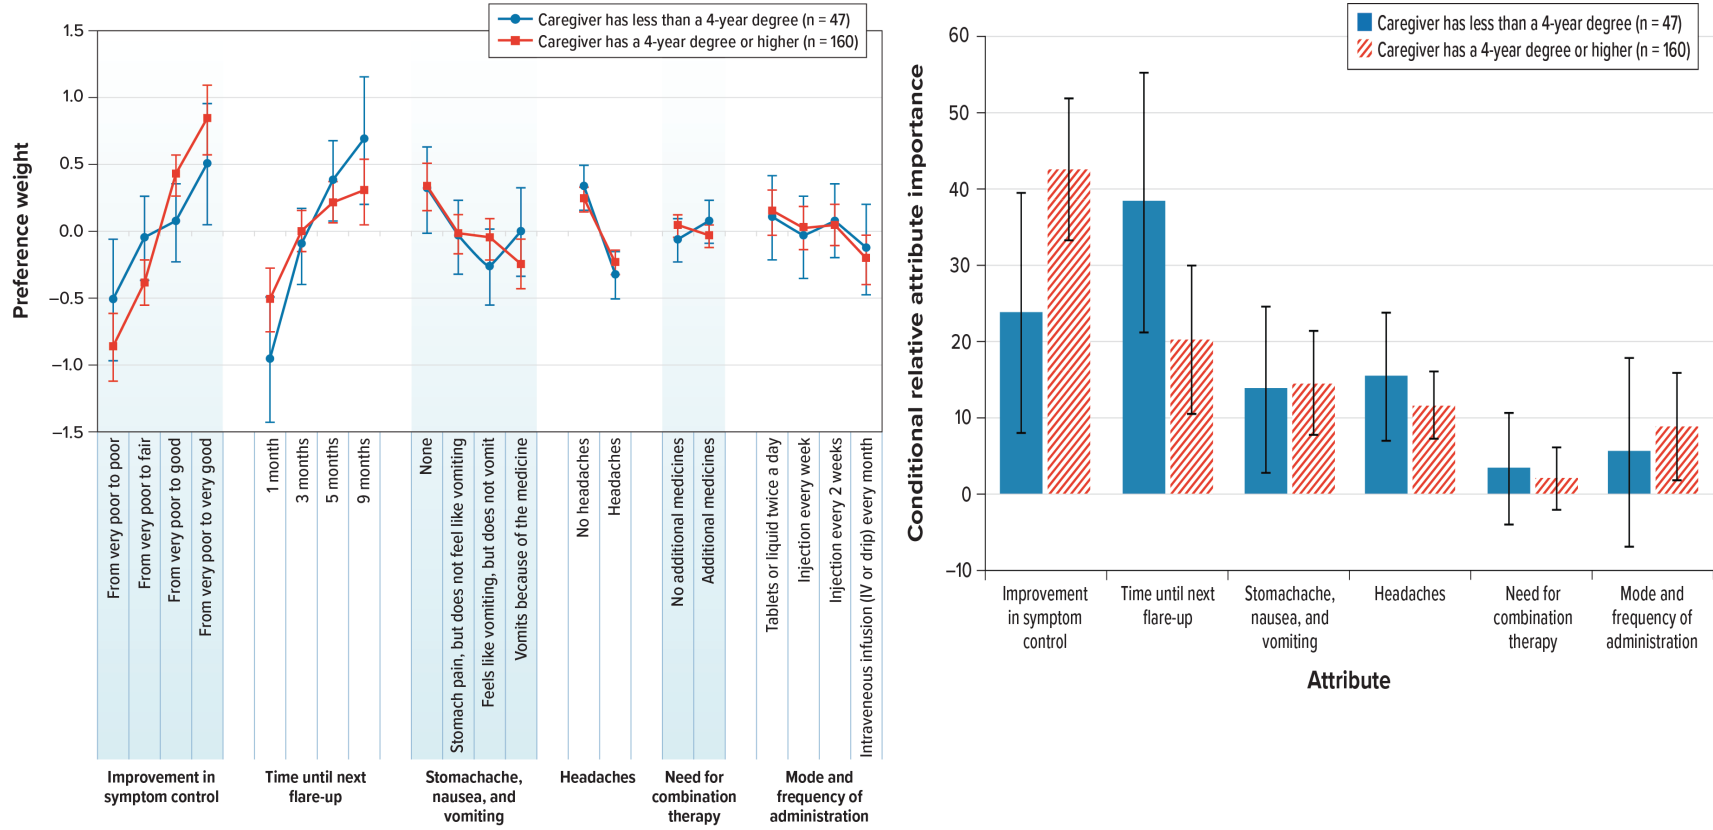 Caregiver has less than a 4-year degree (n = 47)
Caregiver has a 4-year degree or higher (n = 160)
Preference weight
1.5
1.0
0.5
0.0
–0.5
–1.0
–1.5
From very poor to poor
From very poor to fair
From very poor to good
From very poor to very good
1 month
3 months
5 months
9 months
None
Stomach pain, but does not feel like vomiting
Feels like vomiting, but does not vomit
Vomits because of the medicine
No headaches
Headaches
No additional medicines
Additional medicines
Tablets or liquid twice a day
Injection every week
Injection every 2 weeks
Intraveneous infusion (IV or drip) every month
Improvement in
symptom control
Time until next
flare-up
Stomachache,
nausea, and
vomiting
Headaches
Need for
combination
therapy
Mode and
frequency of
administration
Caregiver has less than a 4-year degree (n = 47)
Caregiver has a 4-year degree or higher (n = 160)
Conditional relative attribute importance
60
50
40
30
20
10
0
–10
Improvement
in symptom
control
Time until next
flare-up
Stomachache,
nausea, and
vomiting
Headaches
Need for
combination
therapy
Mode and
frequency of
administration
Attribute